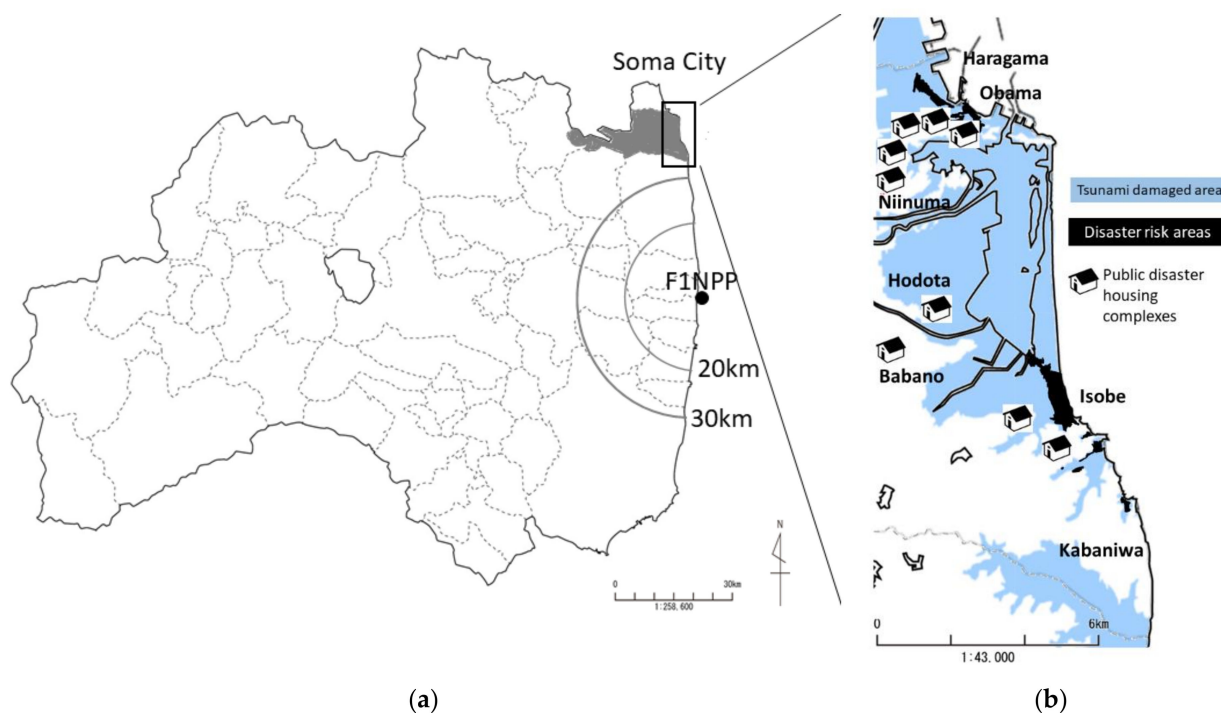 Soma City
F1NPP
20km
30km
N
0
30km
1:258,600
(a)
Haragama
Obama
Niinuma
Hodota
Babano
Isobe
Kabaniwa
0
6km
1:43.000
Tsunami damaged area
Disaster risk areas
Public disaster
housing
complexes
(b)